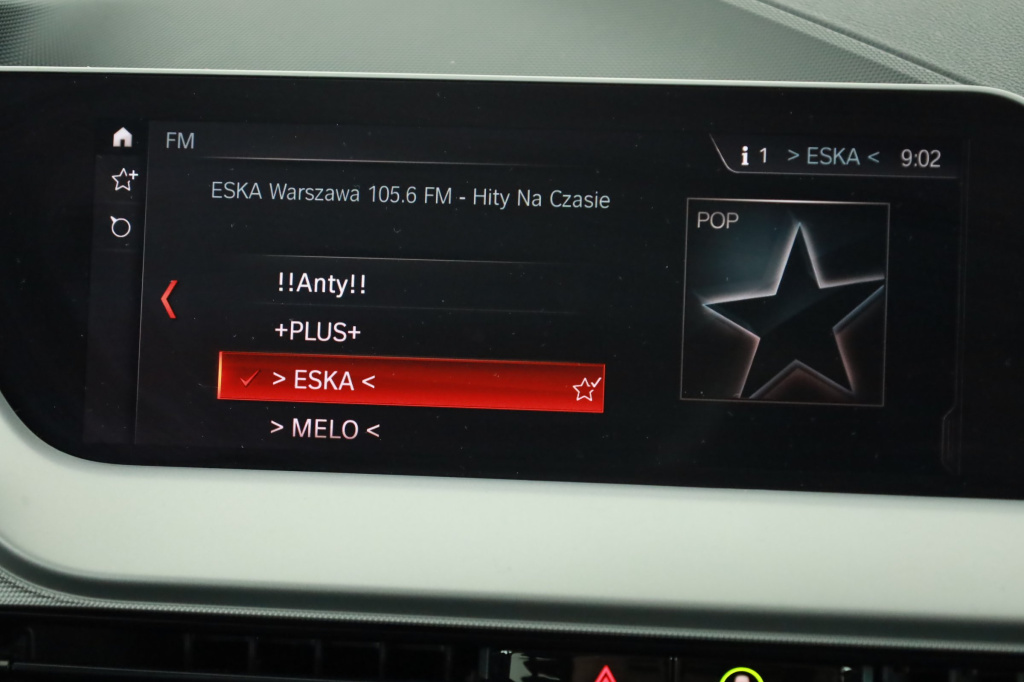 FM
i 1 > ESKA < 9:02
ESKA Warszawa 105.6 FM - Hity Na Czasie
POP
!!Anty!!
+PLUS+
> ESKA <
> MELO <